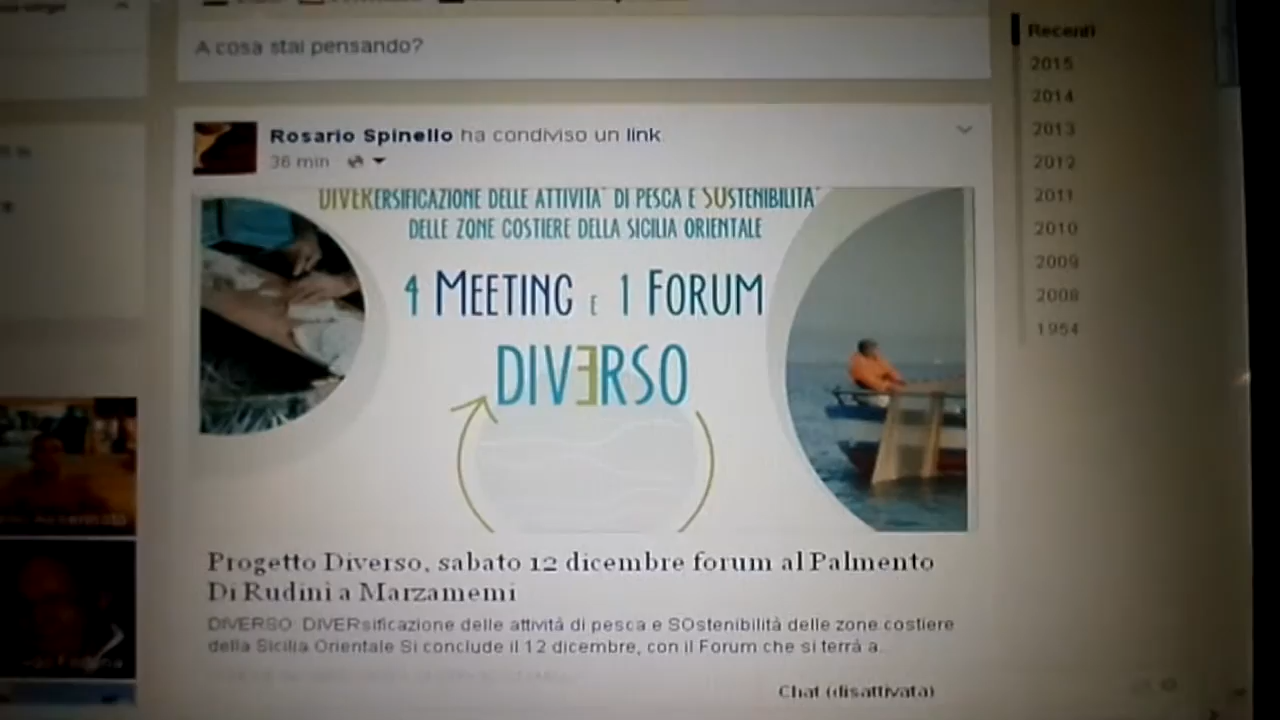 A cosa stai pensando?
Rosario Spinello ha condiviso un link
36 min
DIVERERSIFICAZIONE DELLE ATTIVITA' DI PESCA E SOSTENIBILITA'
DELLE ZONE COSTIERE DELLA SICILIA ORIENTALE
4 MEETING E 1 FORUM
DIVERSO
Progetto Diverso, sabato 12 dicembre forum al Palmento
Di Rudinì a Marzamemi
DIVERSO: DIVERsificazione delle attività di pesca e SOstenibilità delle zone costiere
della Sicilia Orientale Si conclude il 12 dicembre, con il Forum che si terrà a...
Chat (disattivata)
Recenti
2015
2014
2013
2012
2011
2010
2009
2008
1954